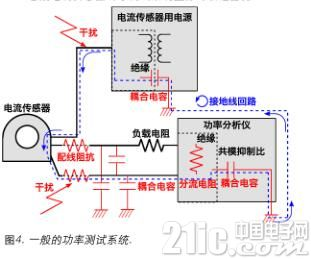 电流传感器用电源
干扰
绝缘
耦合电容
接地线回路
电流传感器
负载电阻
功率分析仪
绝缘
共模抑制比
配线阻抗
干扰
耦合电容
分流电阻
耦合电容
图4. 一般的功率测试系统.
21ic中国电子网